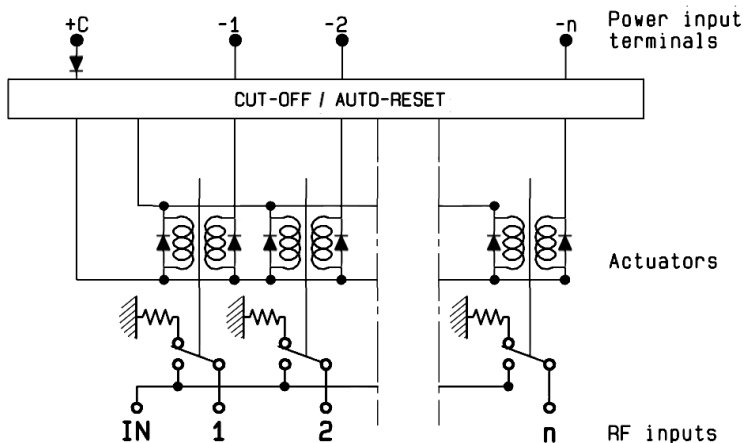 +C -1 -2 -n Power input
terminals
CUT-OFF / AUTO-RESET
Actuators
IN 1 2 n RF inputs